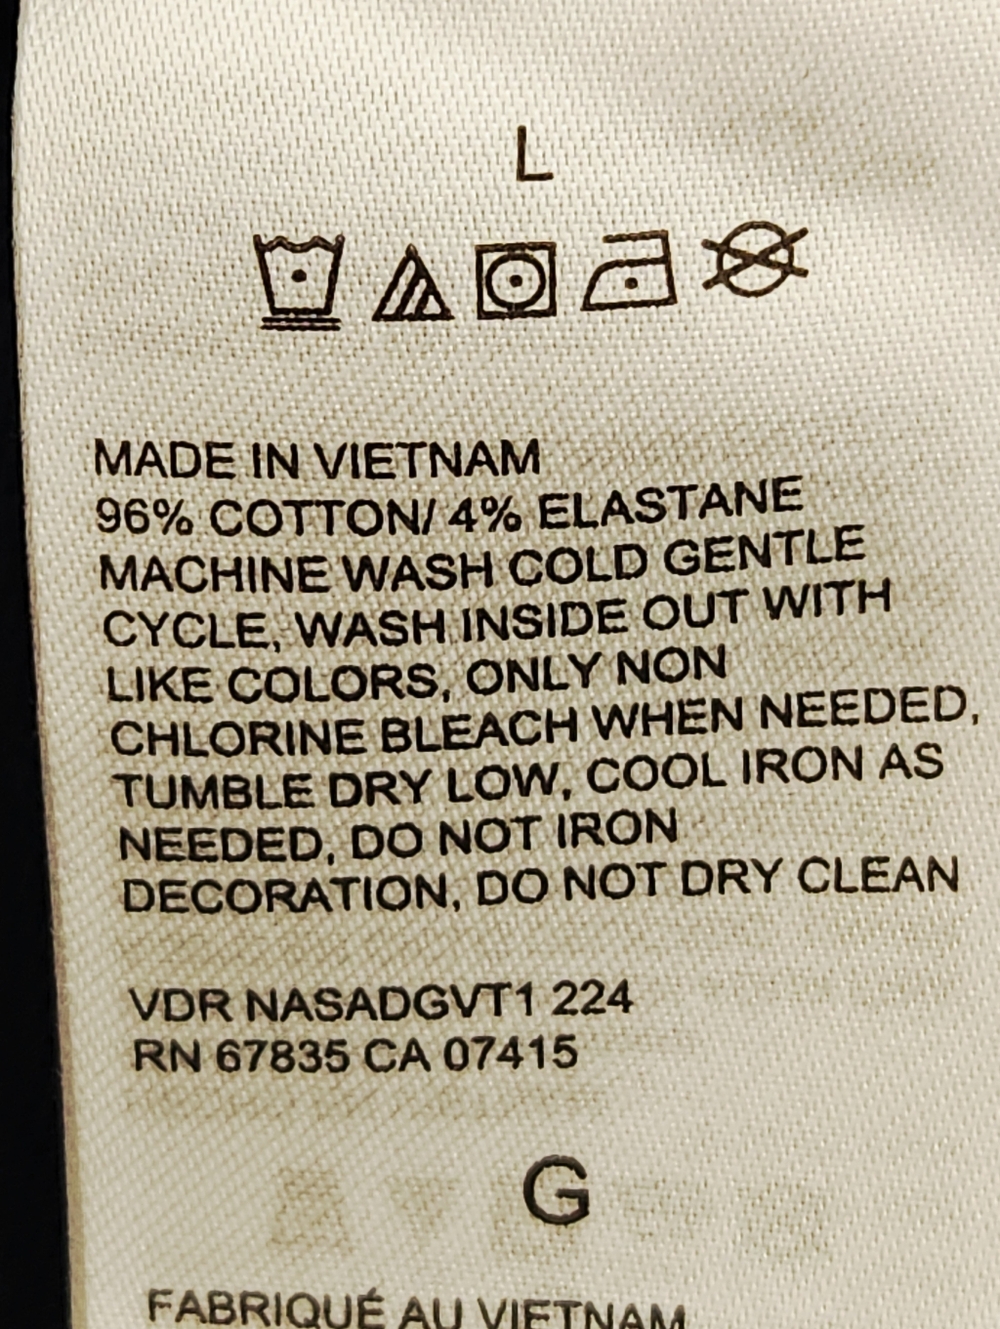 L
MADE IN VIETNAM
96% COTTON/ 4% ELASTANE
MACHINE WASH COLD GENTLE
CYCLE, WASH INSIDE OUT WITH
LIKE COLORS, ONLY NON
CHLORINE BLEACH WHEN NEEDED,
TUMBLE DRY LOW, COOL IRON AS
NEEDED, DO NOT IRON
DECORATION, DO NOT DRY CLEAN
VDR NASADGVT1 224
RN 67835 CA 07415
G
FABRIQUÉ AU VIETNAM